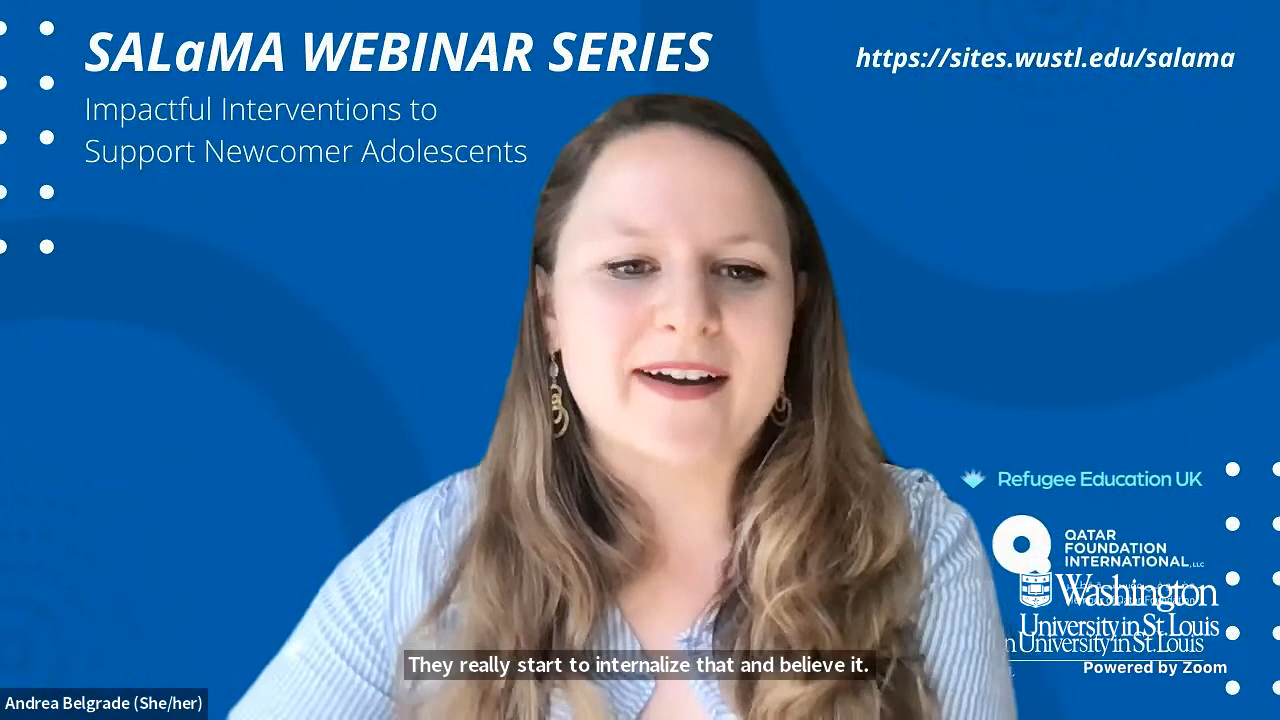 SALaMA WEBINAR SERIES
https://sites.wustl.edu/salama
Impactful Interventions to
Support Newcomer Adolescents
Refugee Education UK
QATAR
FOUNDATION
INTERNATIONAL, LLC
Washington
University in St. Louis
University in St. Louis
They really start to internalize that and believe it.
Powered by Zoom
Andrea Belgrade (She/her)